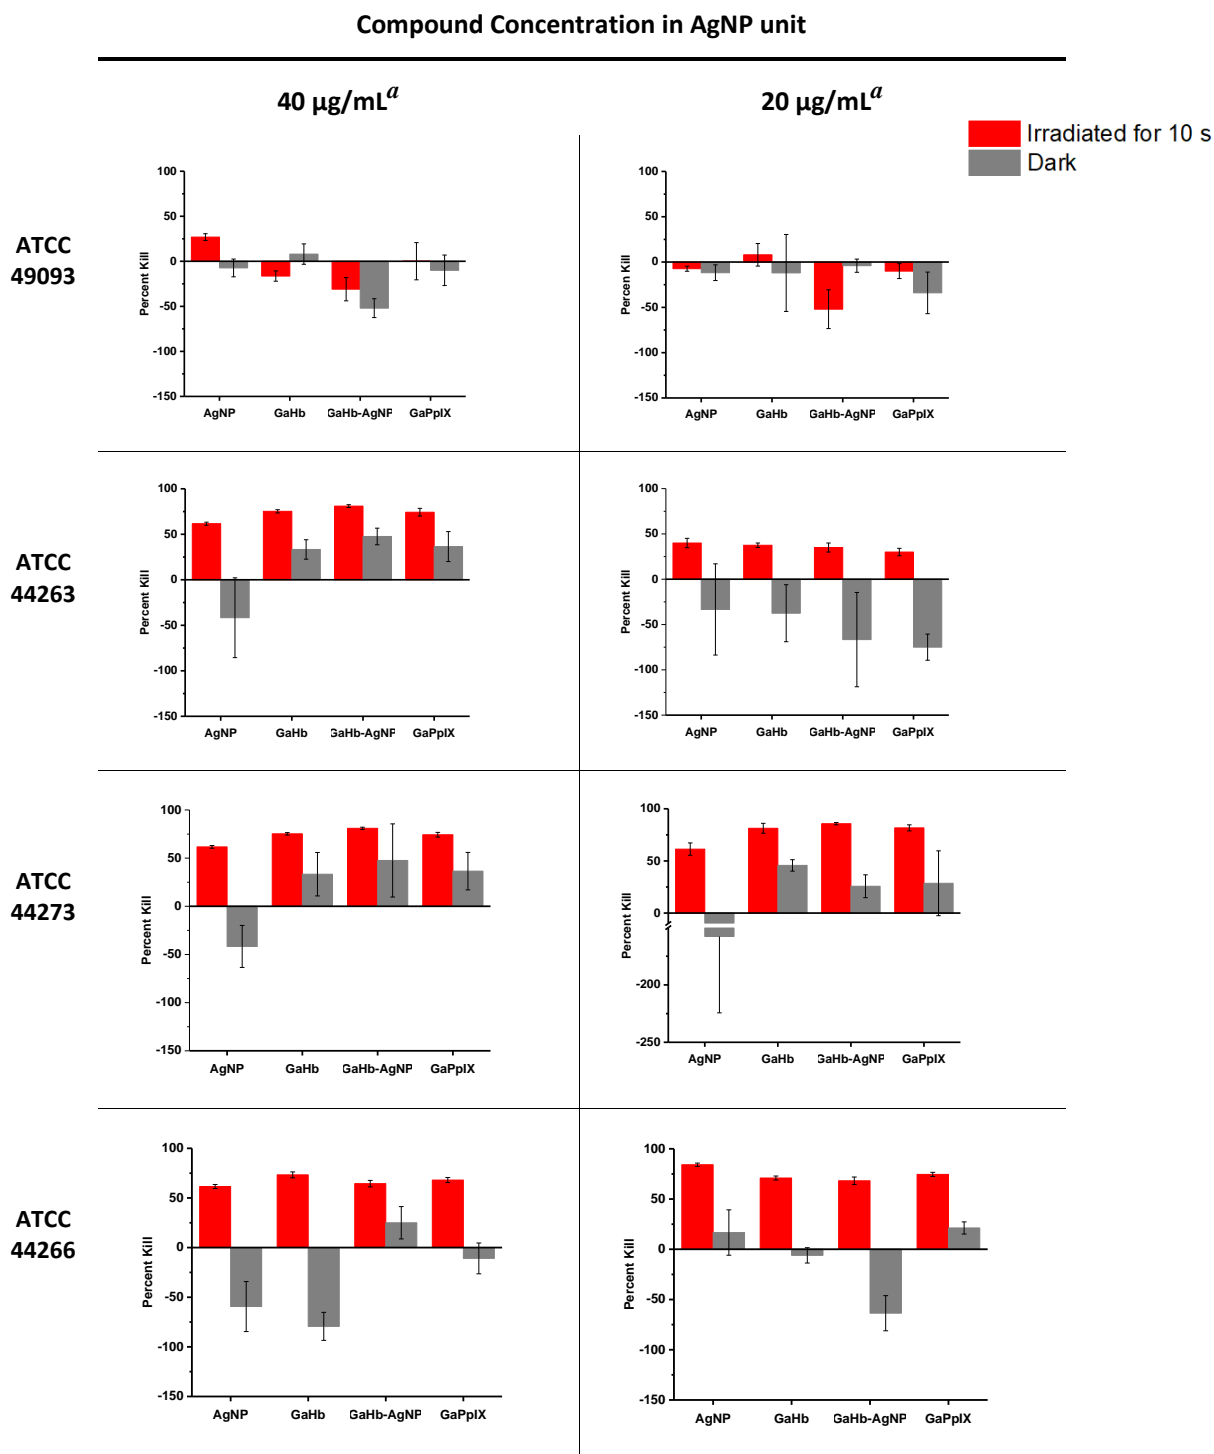 Compound Concentration in AgNP unit
40 µg/mLᵃ
20 µg/mLᵃ
Irradiated for 10 s
Dark
ATCC
49093
Percent Kill
100
50
0
-50
-100
-150
AgNP GaHb GaHb-AgNP GaPpIX
Percen Kill
100
50
0
-50
-100
-150
AgNP GaHb GaHb-AgNP GaPpIX
ATCC
44263
Percent Kill
100
50
0
-50
-100
-150
AgNP GaHb GaHb-AgNP GaPpIX
Percent Kill
100
50
0
-50
-100
-150
AgNP GaHb GaHb-AgNP GaPpIX
ATCC
44273
Percent Kill
100
50
0
-50
-100
-150
AgNP GaHb GaHb-AgNP GaPpIX
Percent Kill
100
50
0
-200
-250
AgNP GaHb GaHb-AgNP GaPpIX
ATCC
44266
Percent Kill
100
50
0
-50
-100
-150
AgNP GaHb GaHb-AgNP GaPpIX
Percent Kill
100
50
0
-50
-100
-150
AgNP GaHb GaHb-AgNP GaPpIX